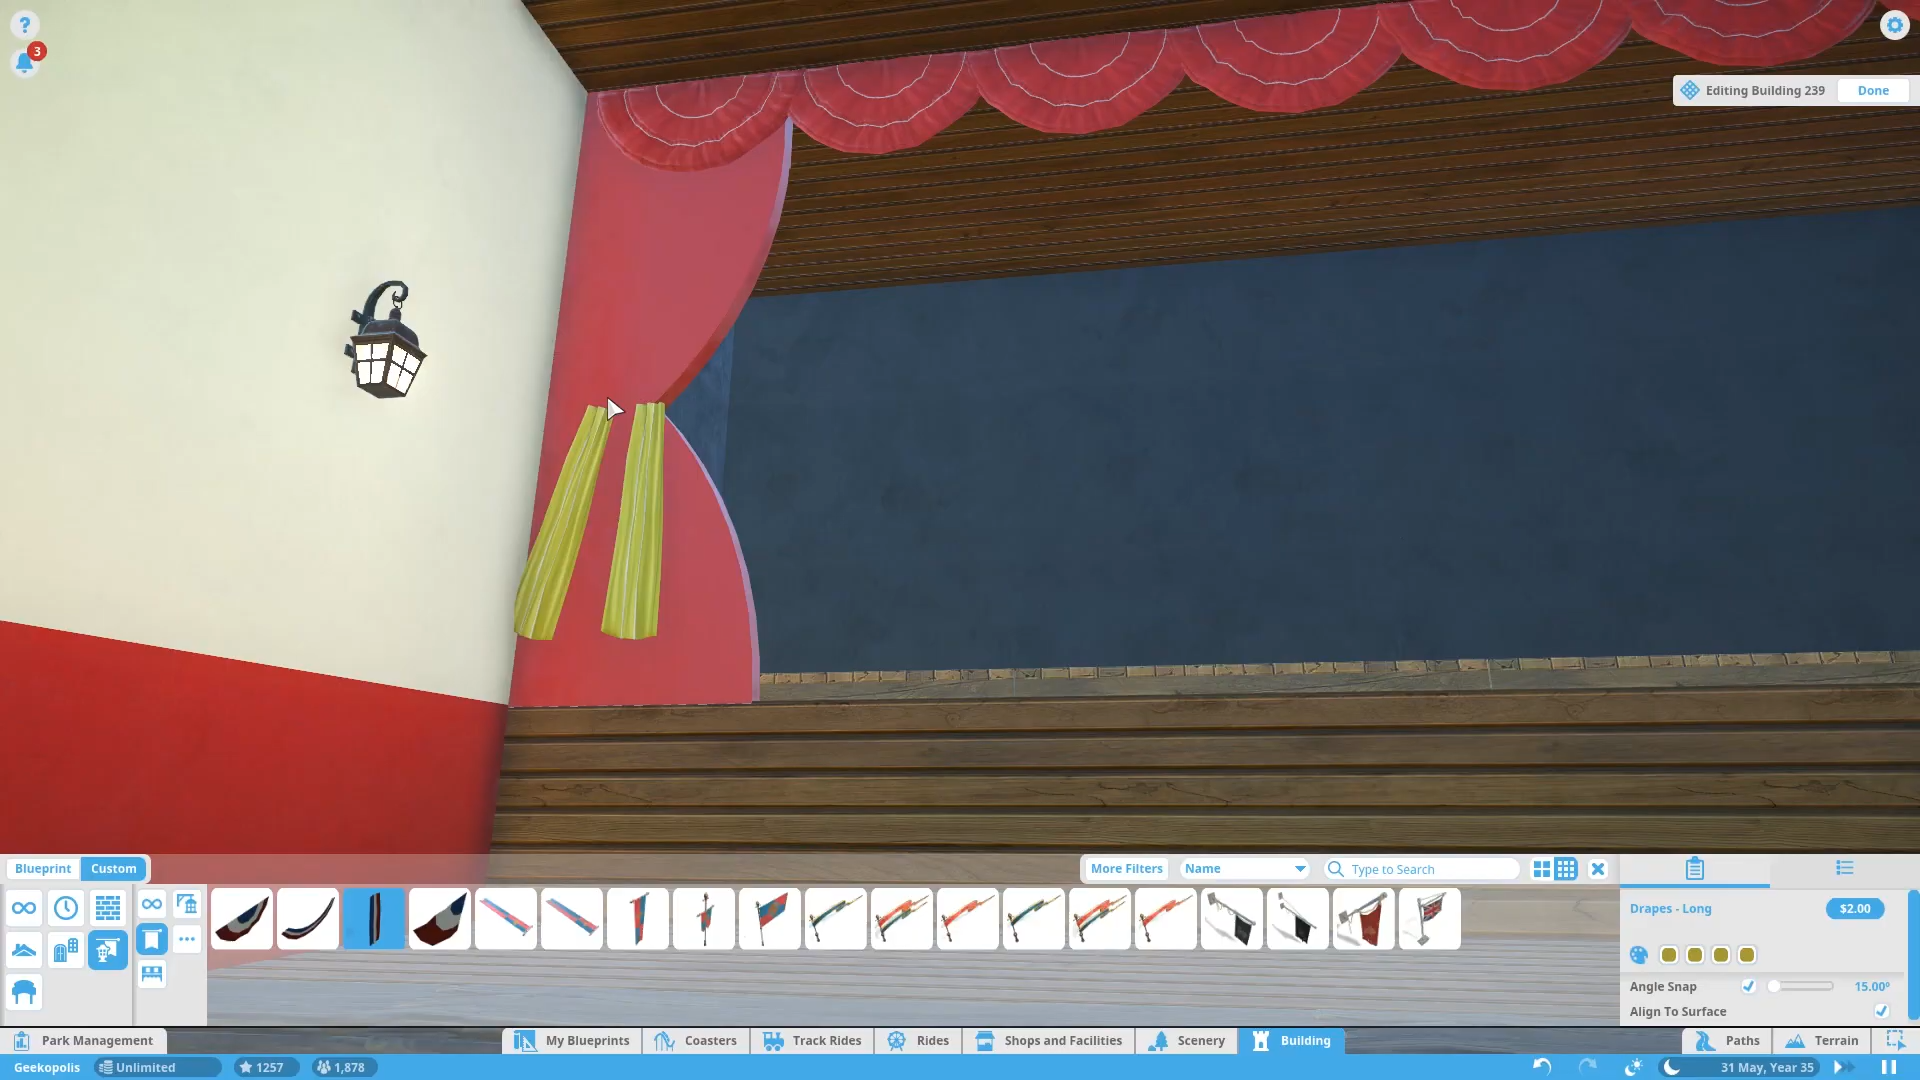 ?
3
Editing Building 239
Done
Blueprint
Custom
More Filters
Name
Type to Search
Drapes - Long
$2.00
Angle Snap
15.00°
Align To Surface
Park Management
My Blueprints
Coasters
Track Rides
Rides
Shops and Facilities
Scenery
Building
Paths
Terrain
Geekopolis
Unlimited
1257
1,878
31 May, Year 35